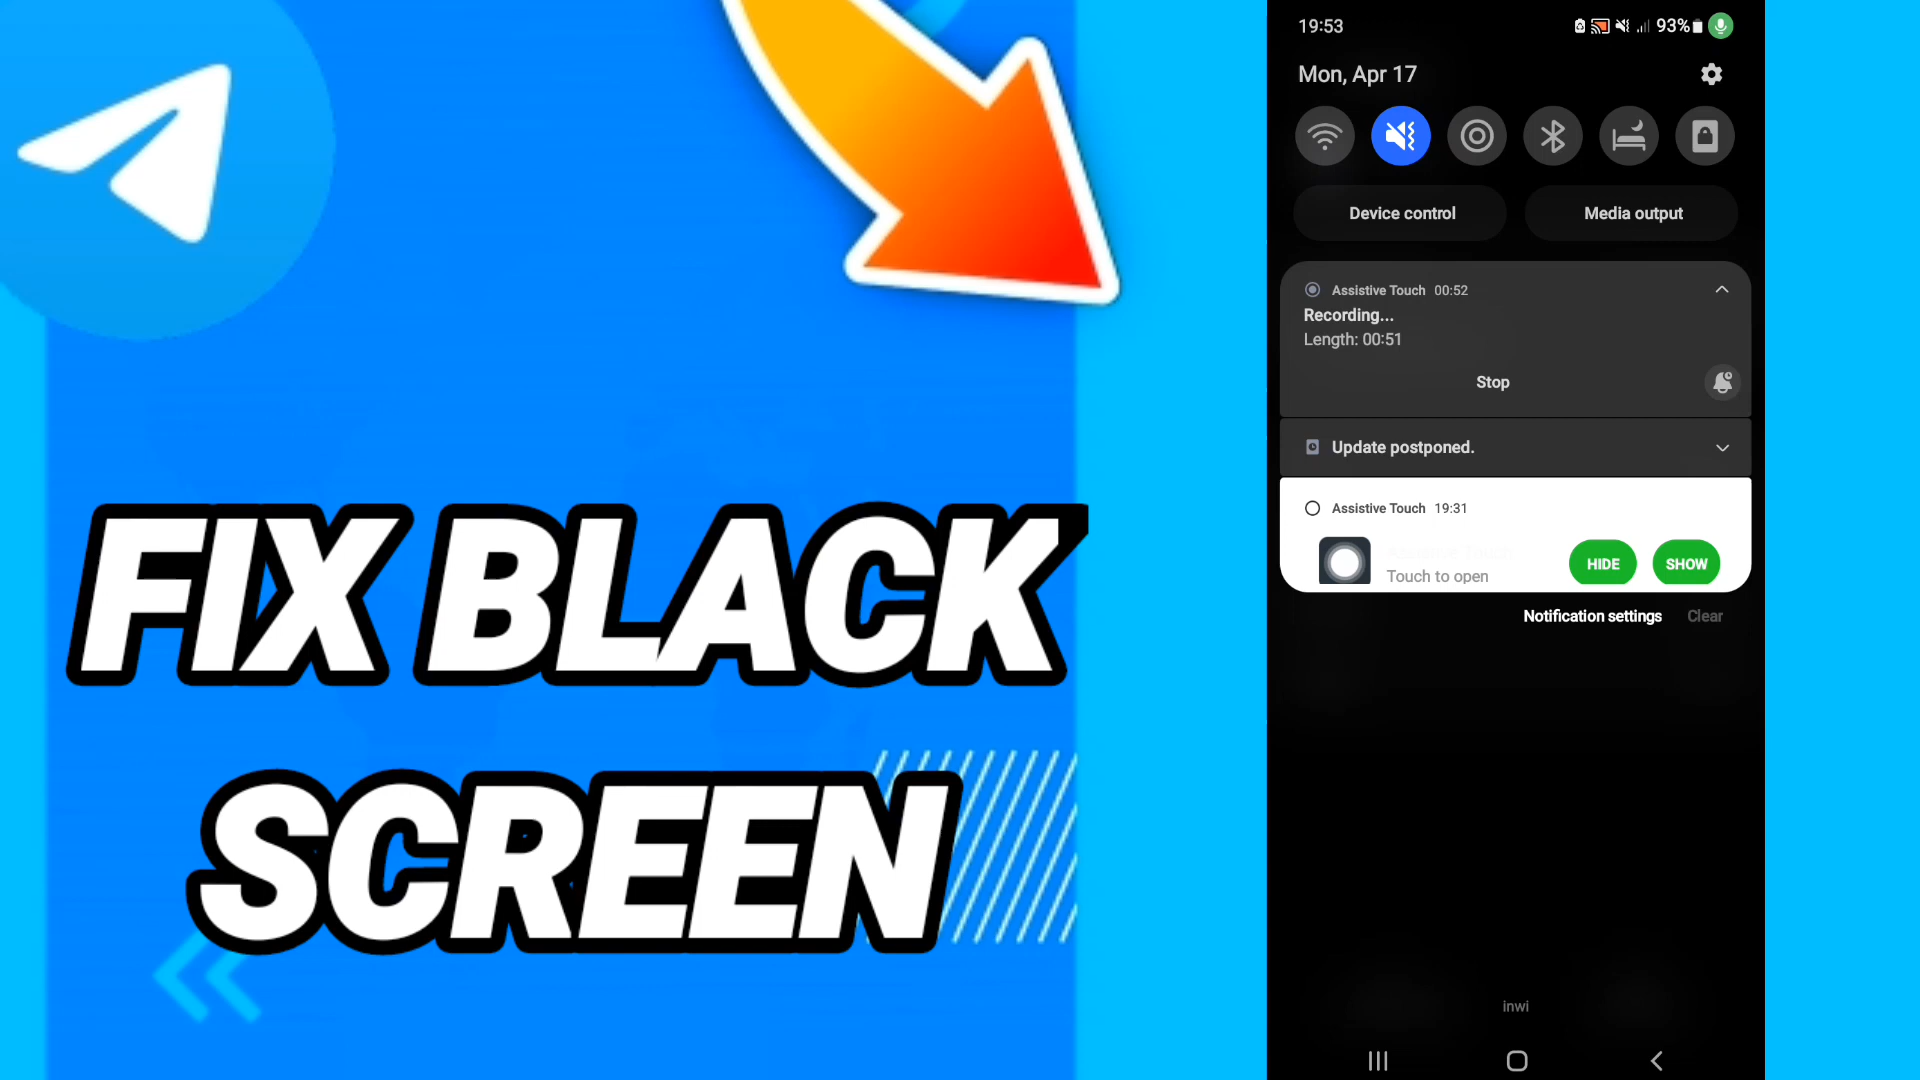 FIX BLACK
SCREEN
19:53
93%
Mon, Apr 17
Device control
Media output
Assistive Touch 00:52
Recording...
Length: 00:51
Stop
Update postponed.
Assistive Touch 19:31
Touch to open
HIDE
SHOW
Notification settings
Clear
inwi